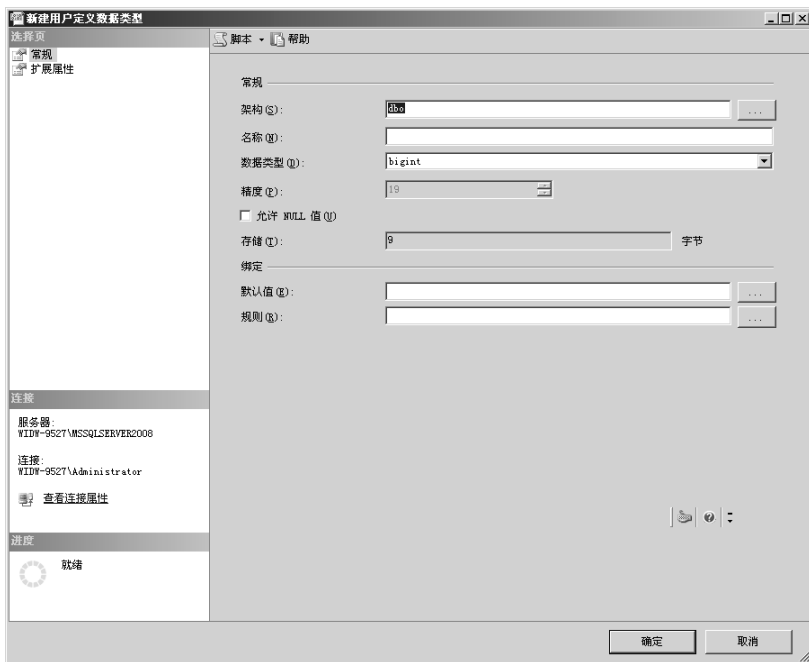 新建用户定义数据类型
选择页
常规
扩展属性
脚本 帮助
常规
架构(S): dbo ...
名称(N):
数据类型(D): bigint
精度(P): 19
允许 NULL 值(U)
存储(T): 9 字节
绑定
默认值(E): ...
规则(R): ...
连接
服务器:
WIDW-9527\MSSQLSERVER2008
连接:
WIDW-9527\Administrator
查看连接属性
进度
就绪
确定 取消